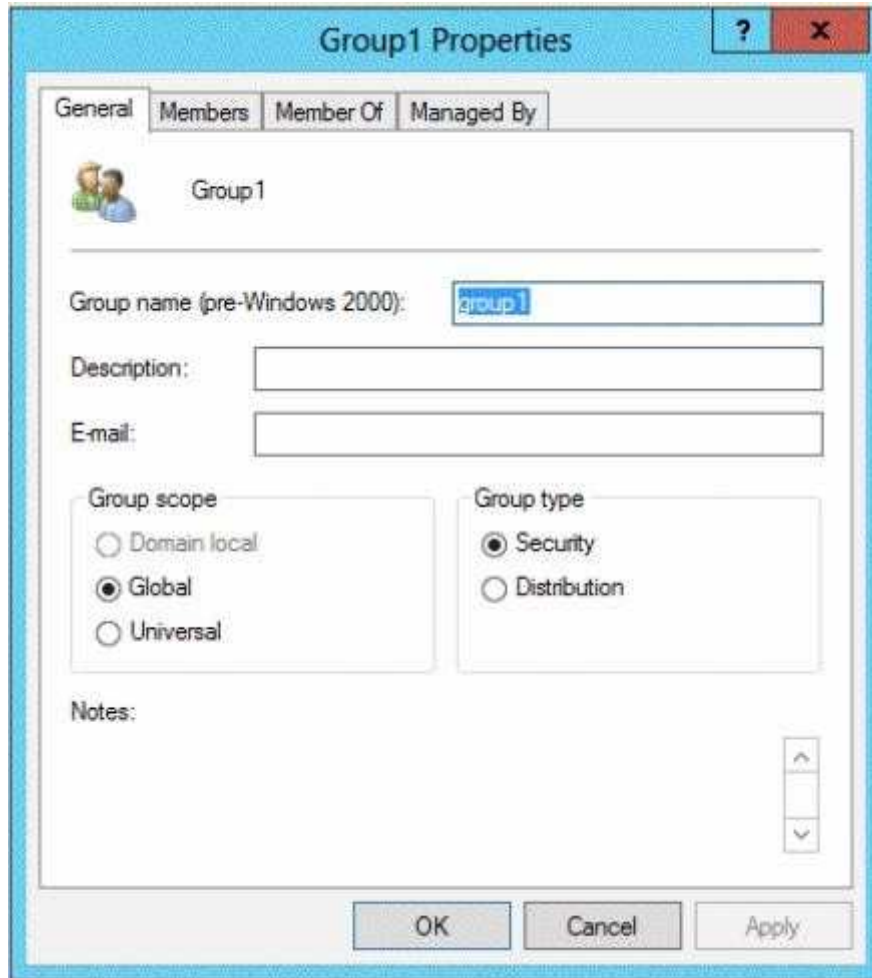 Group1 Properties
?
x
General Members Member Of Managed By
Group1
Group name (pre-Windows 2000): group1
Description:
E-mail:
Group scope
Domain local
Global
Universal
Group type
Security
Distribution
Notes:
OK Cancel Apply